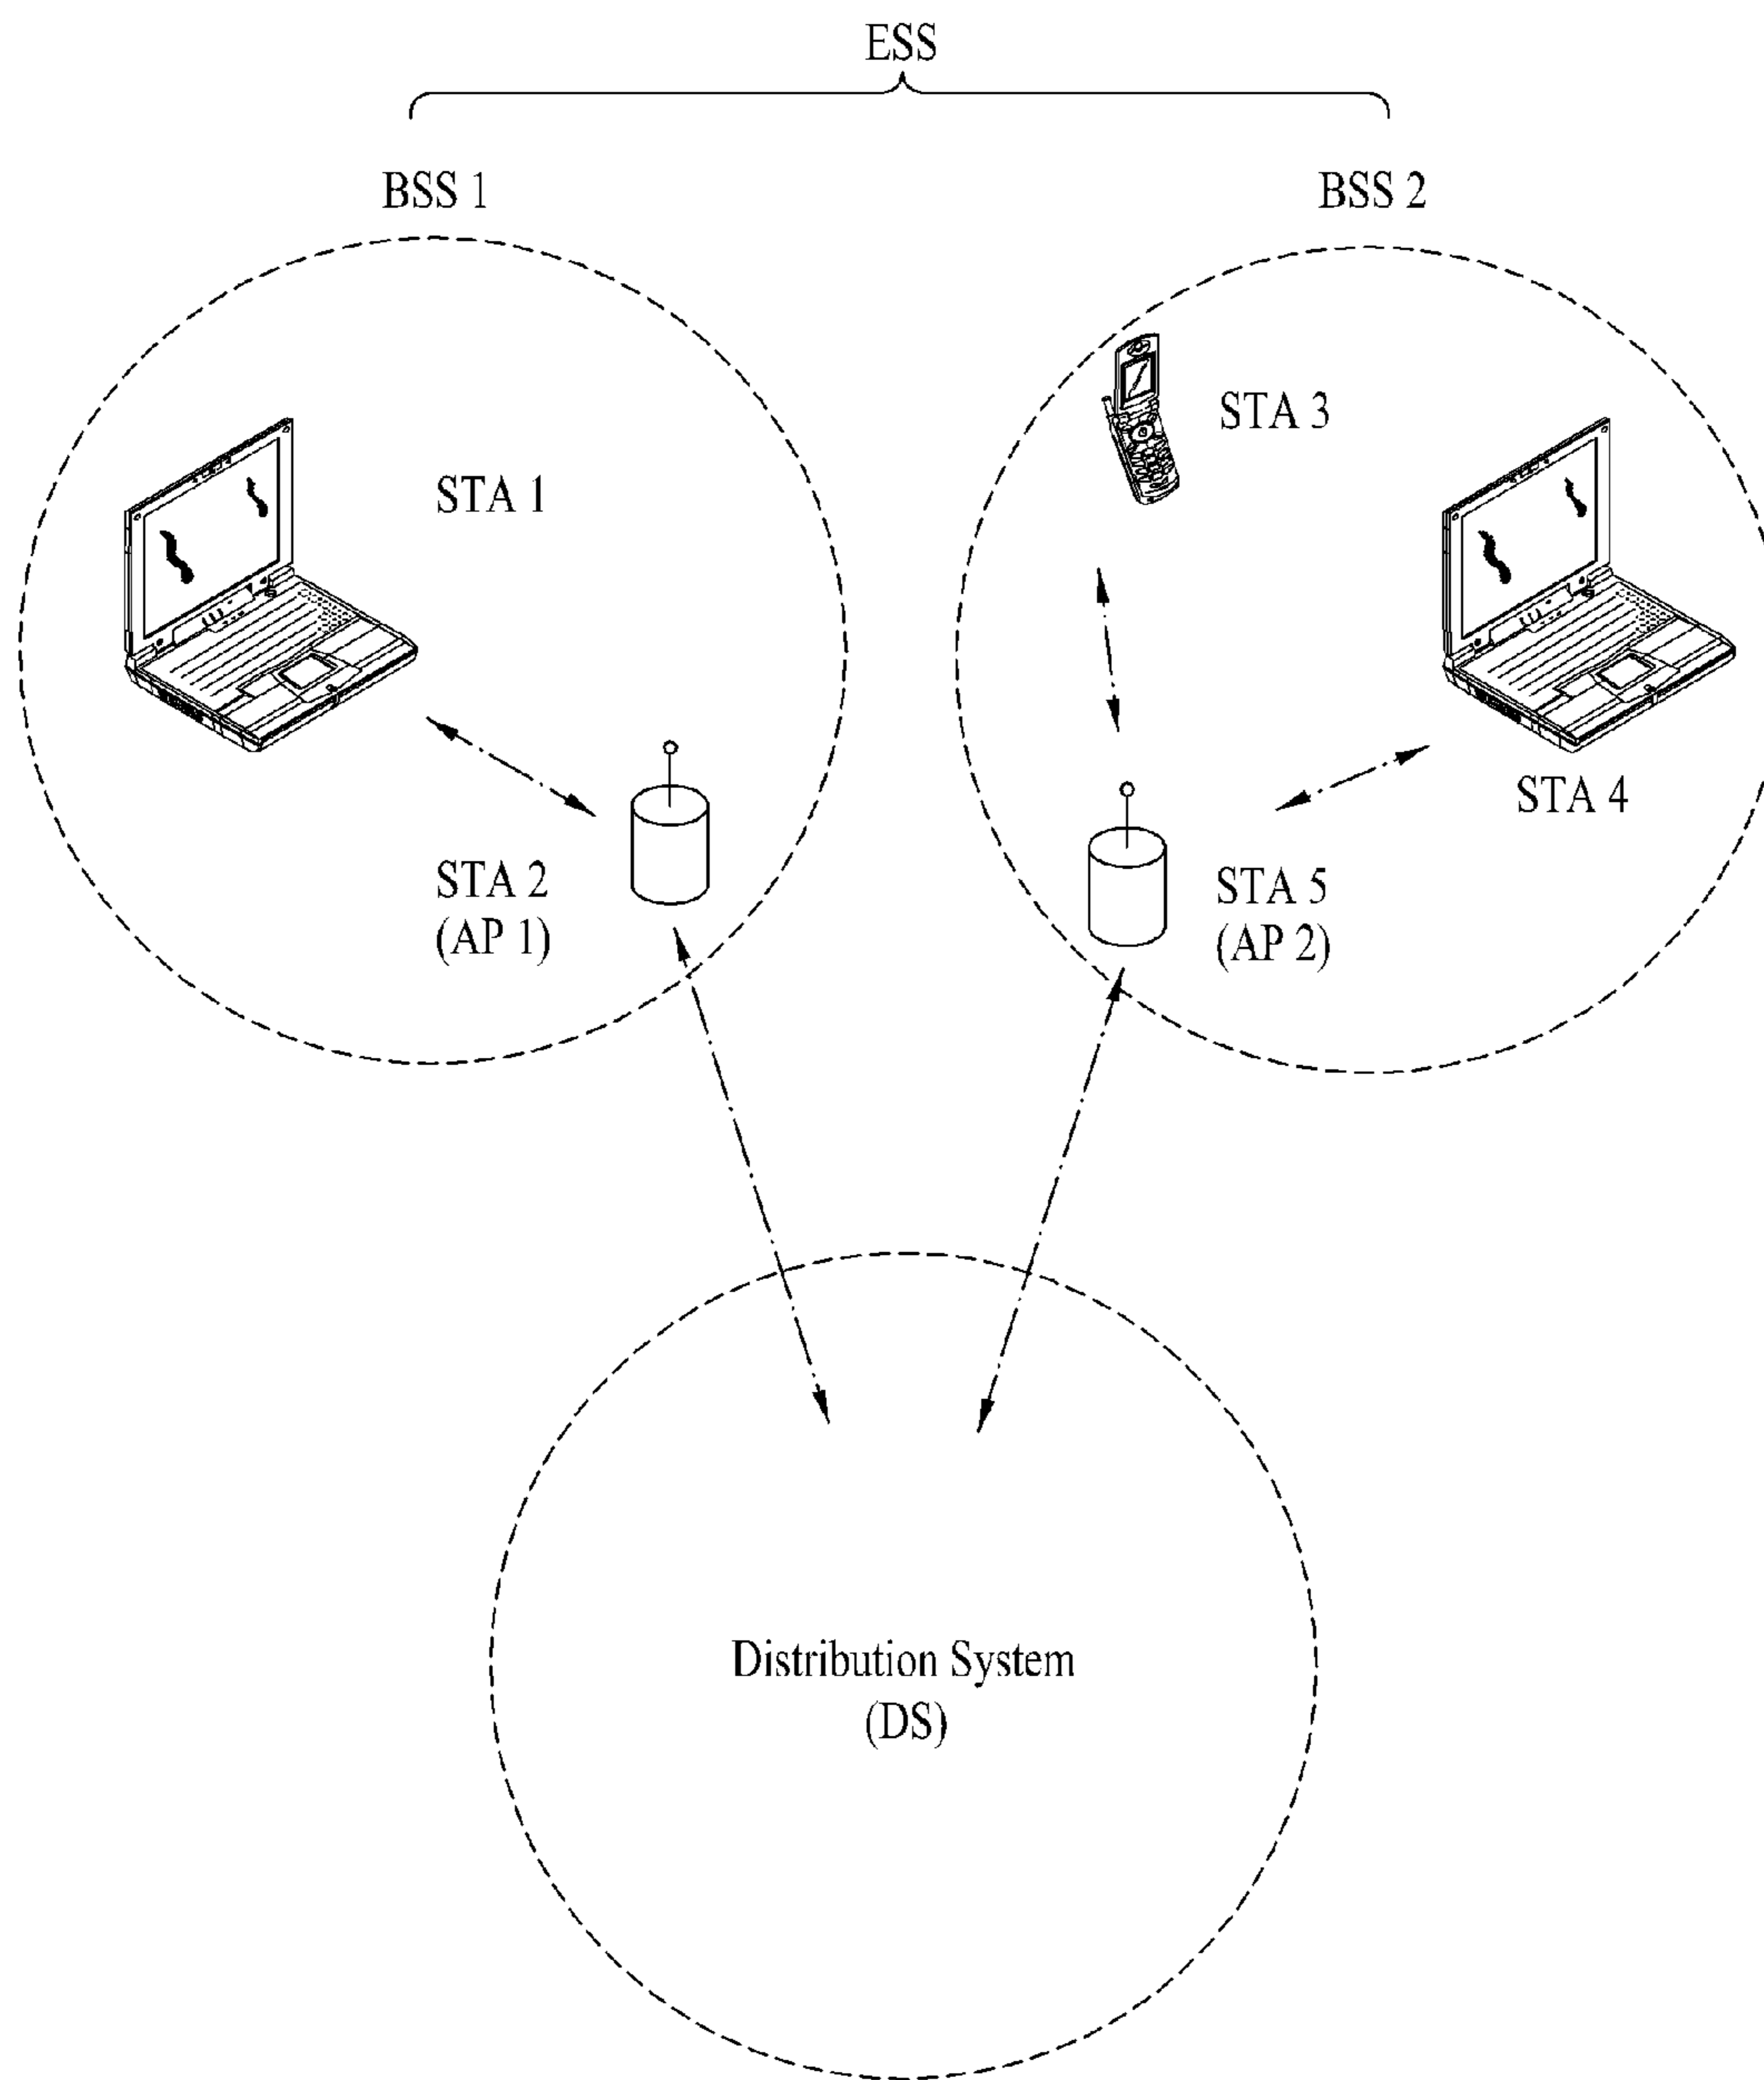 ESS
BSS 1
BSS 2
STA 3
STA 1
STA 4
STA 2
(AP 1)
STA 5
(AP 2)
Distribution System
(DS)